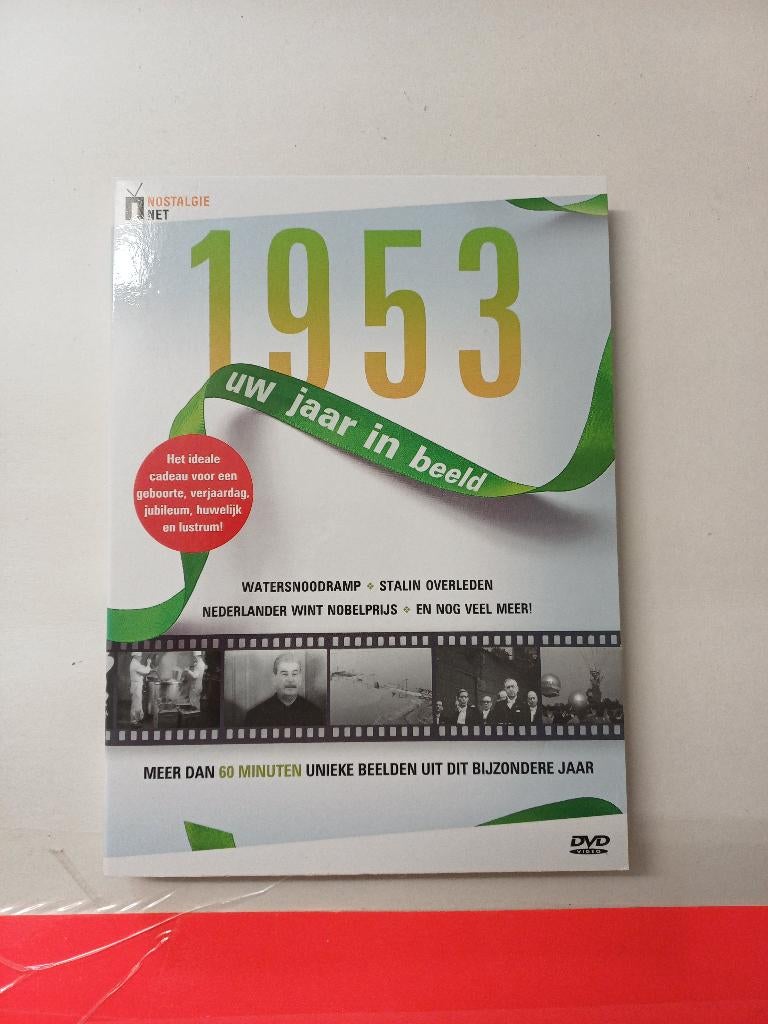 NOSTALGIE
NET
1953
uw jaar in beeld
Het ideale
cadeau voor een
geboorte, verjaardag,
jubileum, huwelijk
en lustrum!
WATERSNOODRAMP ❖ STALIN OVERLEDEN
NEDERLANDER WINT NOBELPRIJS ❖ EN NOG VEEL MEER!
MEER DAN 60 MINUTEN UNIEKE BEELDEN UIT DIT BIJZONDERE JAAR
DVD
VIDEO